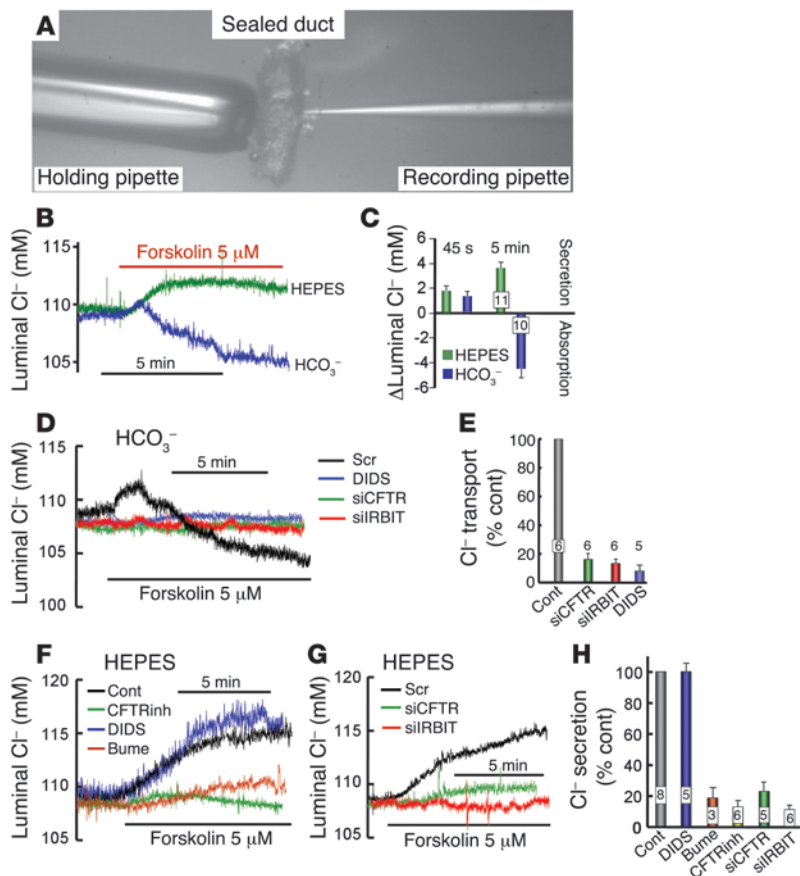 A
Sealed duct
Holding pipette
Recording pipette
B
Luminal Cl⁻ (mM)
115
110
105
Forskolin 5 µM
HEPES
HCO₃⁻
5 min
C
ΔLuminal Cl⁻ (mM)
6
4
2
0
-2
-4
-6
45 s
5 min
11
10
HEPES
HCO₃⁻
Secretion
Absorption
D
HCO₃⁻
Luminal Cl⁻ (mM)
115
110
105
100
5 min
Scr
DIDS
siCFTR
siIRBIT
Forskolin 5 µM
E
Cl⁻ transport
(% cont)
100
80
60
40
20
0
6
6
6
5
Cont
siCFTR
siIRBIT
DIDS
F
HEPES
Luminal Cl⁻ (mM)
120
115
110
105
Cont
CFTRinh
DIDS
Bume
5 min
Forskolin 5 µM
G
HEPES
Luminal Cl⁻ (mM)
120
115
110
105
Scr
siCFTR
siIRBIT
5 min
Forskolin 5 µM
H
Cl⁻ secretion
(% cont)
100
80
60
40
20
0
8
5
3
6
5
6
Cont
DIDS
Bume
CFTRinh
siCFTR
siIRBIT